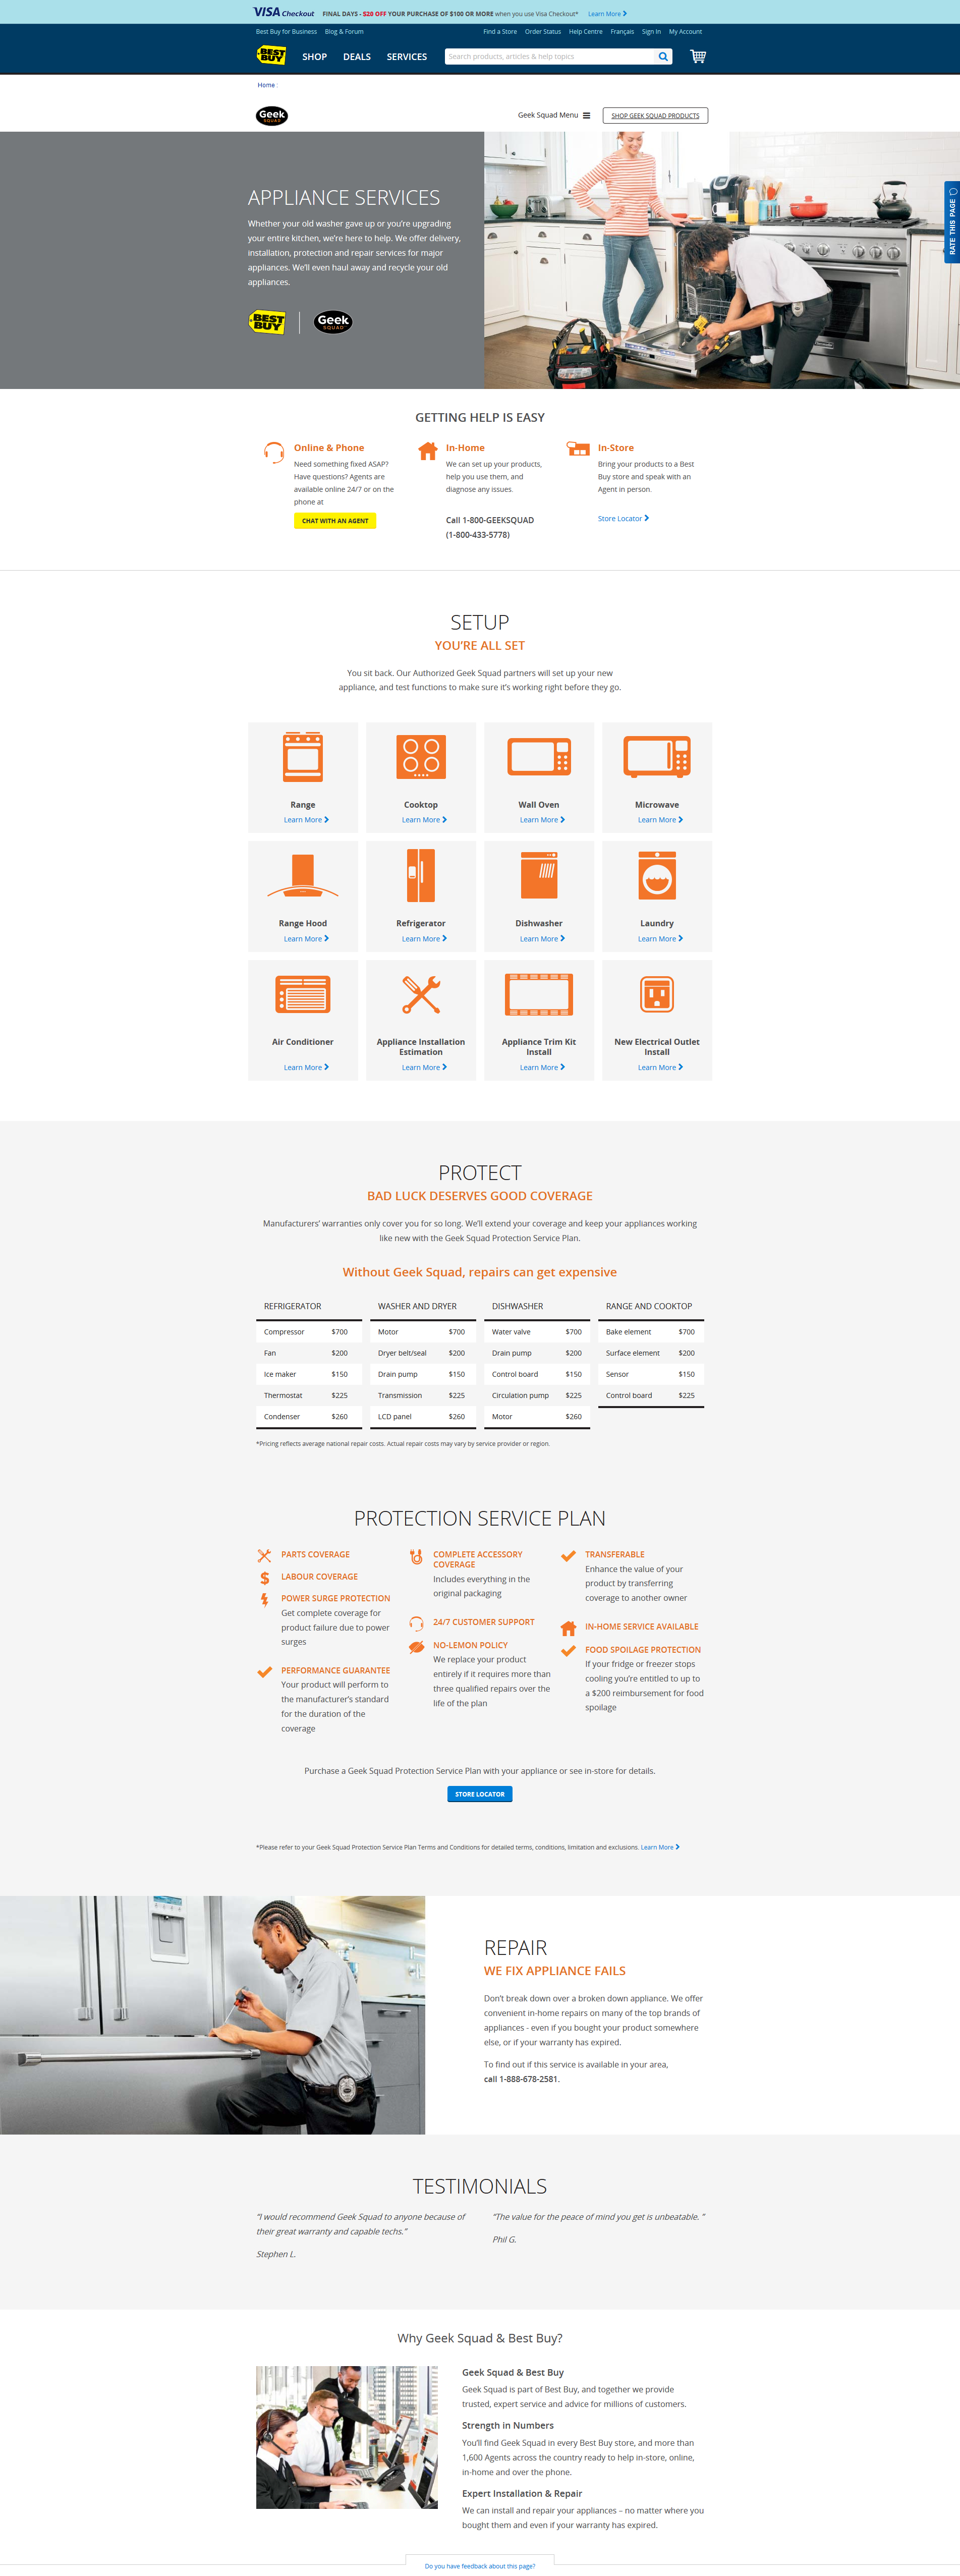 VISA Checkout FINAL DAYS - $20 OFF YOUR PURCHASE OF $100 OR MORE when you use Visa Checkout* Learn More
Best Buy for Business Blog & Forum Find a Store Order Status Help Centre Français Sign In My Account
BEST BUY SHOP DEALS SERVICES Search products, articles & help topics
Home
Geek SQUAD Geek Squad Menu SHOP GEEK SQUAD PRODUCTS
RATE THIS PAGE
APPLIANCE SERVICES
Whether your old washer gave up or you're upgrading
your entire kitchen, we're here to help. We offer delivery,
installation, protection and repair services for major
appliances. We'll even haul away and recycle your old
appliances.
BEST BUY Geek SQUAD
GETTING HELP IS EASY
Online & Phone
Need something fixed ASAP?
Have questions? Agents are
available online 24/7 or on the
phone at
CHAT WITH AN AGENT
In-Home
We can set up your products,
help you use them, and
diagnose any issues.
Call 1-800-GEEKSQUAD
(1-800-433-5778)
In-Store
Bring your products to a Best
Buy store and speak with an
Agent in person.
Store Locator
SETUP
YOU'RE ALL SET
You sit back. Our Authorized Geek Squad partners will set up your new
appliance, and test functions to make sure it's working right before they go.
Range Cooktop Wall Oven Microwave
Learn More Learn More Learn More Learn More
Range Hood Refrigerator Dishwasher Laundry
Learn More Learn More Learn More Learn More
Air Conditioner
Learn More
Appliance Installation
Estimation
Learn More
Appliance Trim Kit
Install
Learn More
New Electrical Outlet
Install
Learn More
PROTECT
BAD LUCK DESERVES GOOD COVERAGE
Manufacturers' warranties only cover you for so long. We'll extend your coverage and keep your appliances working
like new with the Geek Squad Protection Service Plan.
Without Geek Squad, repairs can get expensive
REFRIGERATOR WASHER AND DRYER DISHWASHER RANGE AND COOKTOP
Compressor $700 Motor $700 Water valve $700 Bake element $700
Fan $200 Dryer belt/seal $200 Drain pump $200 Surface element $200
Ice maker $150 Drain pump $150 Control board $150 Sensor $150
Thermostat $225 Transmission $225 Circulation pump $225 Control board $225
Condenser $260 LCD panel $260 Motor $260
*Pricing reflects average national repair costs. Actual repair costs may vary by service provider or region.
PROTECTION SERVICE PLAN
PARTS COVERAGE
LABOUR COVERAGE
POWER SURGE PROTECTION
Get complete coverage for
product failure due to power
surges
PERFORMANCE GUARANTEE
Your product will perform to
the manufacturer's standard
for the duration of the
coverage
COMPLETE ACCESSORY
COVERAGE
Includes everything in the
original packaging
24/7 CUSTOMER SUPPORT
NO-LEMON POLICY
We replace your product
entirely if it requires more than
three qualified repairs over the
life of the plan
TRANSFERABLE
Enhance the value of your
product by transferring
coverage to another owner
IN-HOME SERVICE AVAILABLE
FOOD SPOILAGE PROTECTION
If your fridge or freezer stops
cooling you're entitled to up to
a $200 reimbursement for food
spoilage
Purchase a Geek Squad Protection Service Plan with your appliance or see in-store for details.
STORE LOCATOR
*Please refer to your Geek Squad Protection Service Plan Terms and Conditions for detailed terms, conditions, limitation and exclusions. Learn More
REPAIR
WE FIX APPLIANCE FAILS
Don't break down over a broken down appliance. We offer
convenient in-home repairs on many of the top brands of
appliances - even if you bought your product somewhere
else, or if your warranty has expired.
To find out if this service is available in your area,
call 1-888-678-2581.
TESTIMONIALS
"I would recommend Geek Squad to anyone because of
their great warranty and capable techs."
Stephen L.
"The value for the peace of mind you get is unbeatable. "
Phil G.
Why Geek Squad & Best Buy?
Geek Squad & Best Buy
Geek Squad is part of Best Buy, and together we provide
trusted, expert service and advice for millions of customers.
Strength in Numbers
You'll find Geek Squad in every Best Buy store, and more than
1,600 Agents across the country ready to help in-store, online,
in-home and over the phone.
Expert Installation & Repair
We can install and repair your appliances – no matter where you
bought them and even if your warranty has expired.
Do you have feedback about this page?